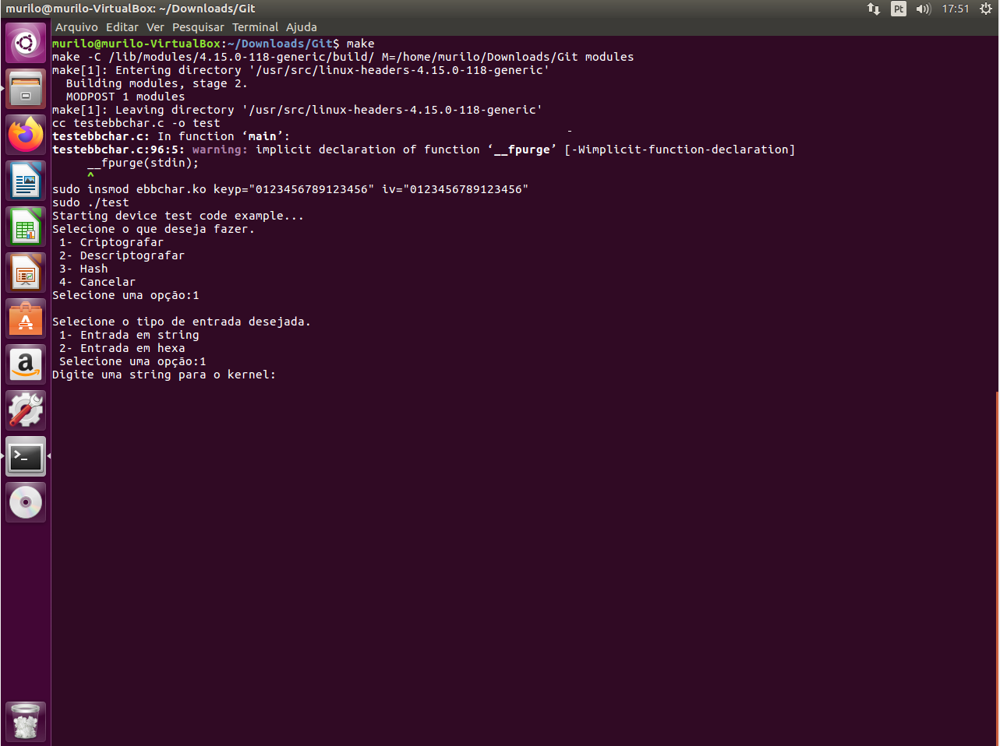 murilo@murilo-VirtualBox: ~/Downloads/Git
Pt
17:51
Arquivo Editar Ver Pesquisar Terminal Ajuda
murilo@murilo-VirtualBox:~/Downloads/Git$ make
make -C /lib/modules/4.15.0-118-generic/build/ M=/home/murilo/Downloads/Git modules
make[1]: Entering directory '/usr/src/linux-headers-4.15.0-118-generic'
  Building modules, stage 2.
  MODPOST 1 modules
make[1]: Leaving directory '/usr/src/linux-headers-4.15.0-118-generic'
cc testebbchar.c -o test
testebbchar.c: In function ‘main’:
testebbchar.c:96:5: warning: implicit declaration of function ‘__fpurge’ [-Wimplicit-function-declaration]
     __fpurge(stdin);
     ^
sudo insmod ebbchar.ko keyp="0123456789123456" iv="0123456789123456"
sudo ./test
Starting device test code example...
Selecione o que deseja fazer.
 1- Criptografar
 2- Descriptografar
 3- Hash
 4- Cancelar
Selecione uma opção:1
Selecione o tipo de entrada desejada.
 1- Entrada em string
 2- Entrada em hexa
 Selecione uma opção:1
Digite uma string para o kernel: